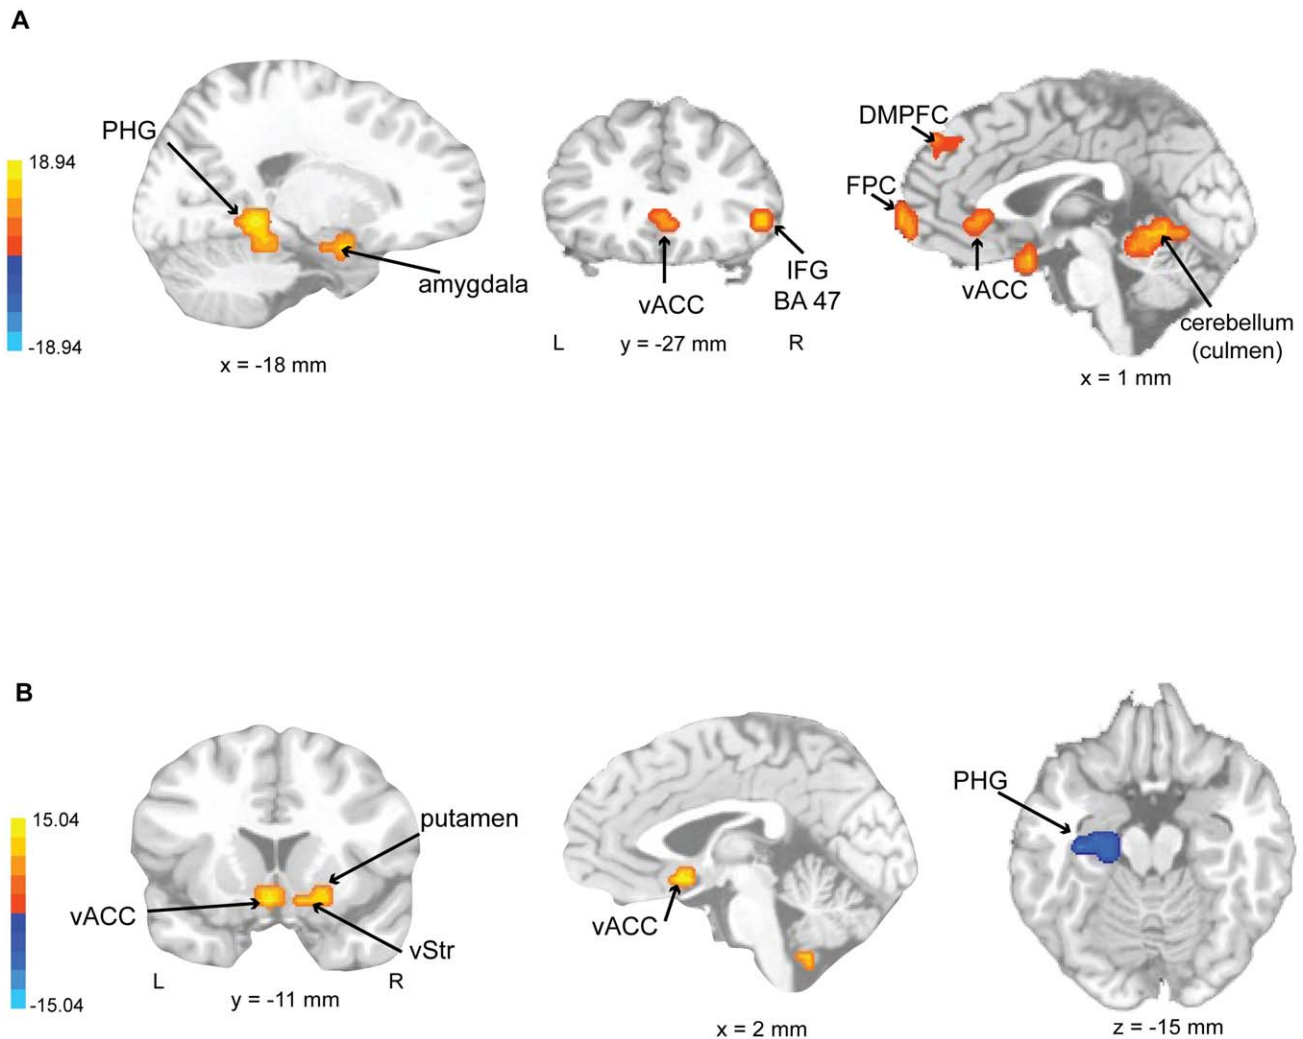 A
PHG
18.94
-18.94
amygdala
x = -18 mm
vACC
IFG
BA 47
L
y = -27 mm
R
DMPFC
FPC
vACC
cerebellum
(culmen)
x = 1 mm
B
15.04
-15.04
putamen
vACC
vStr
L
R
y = -11 mm
vACC
x = 2 mm
PHG
z = -15 mm